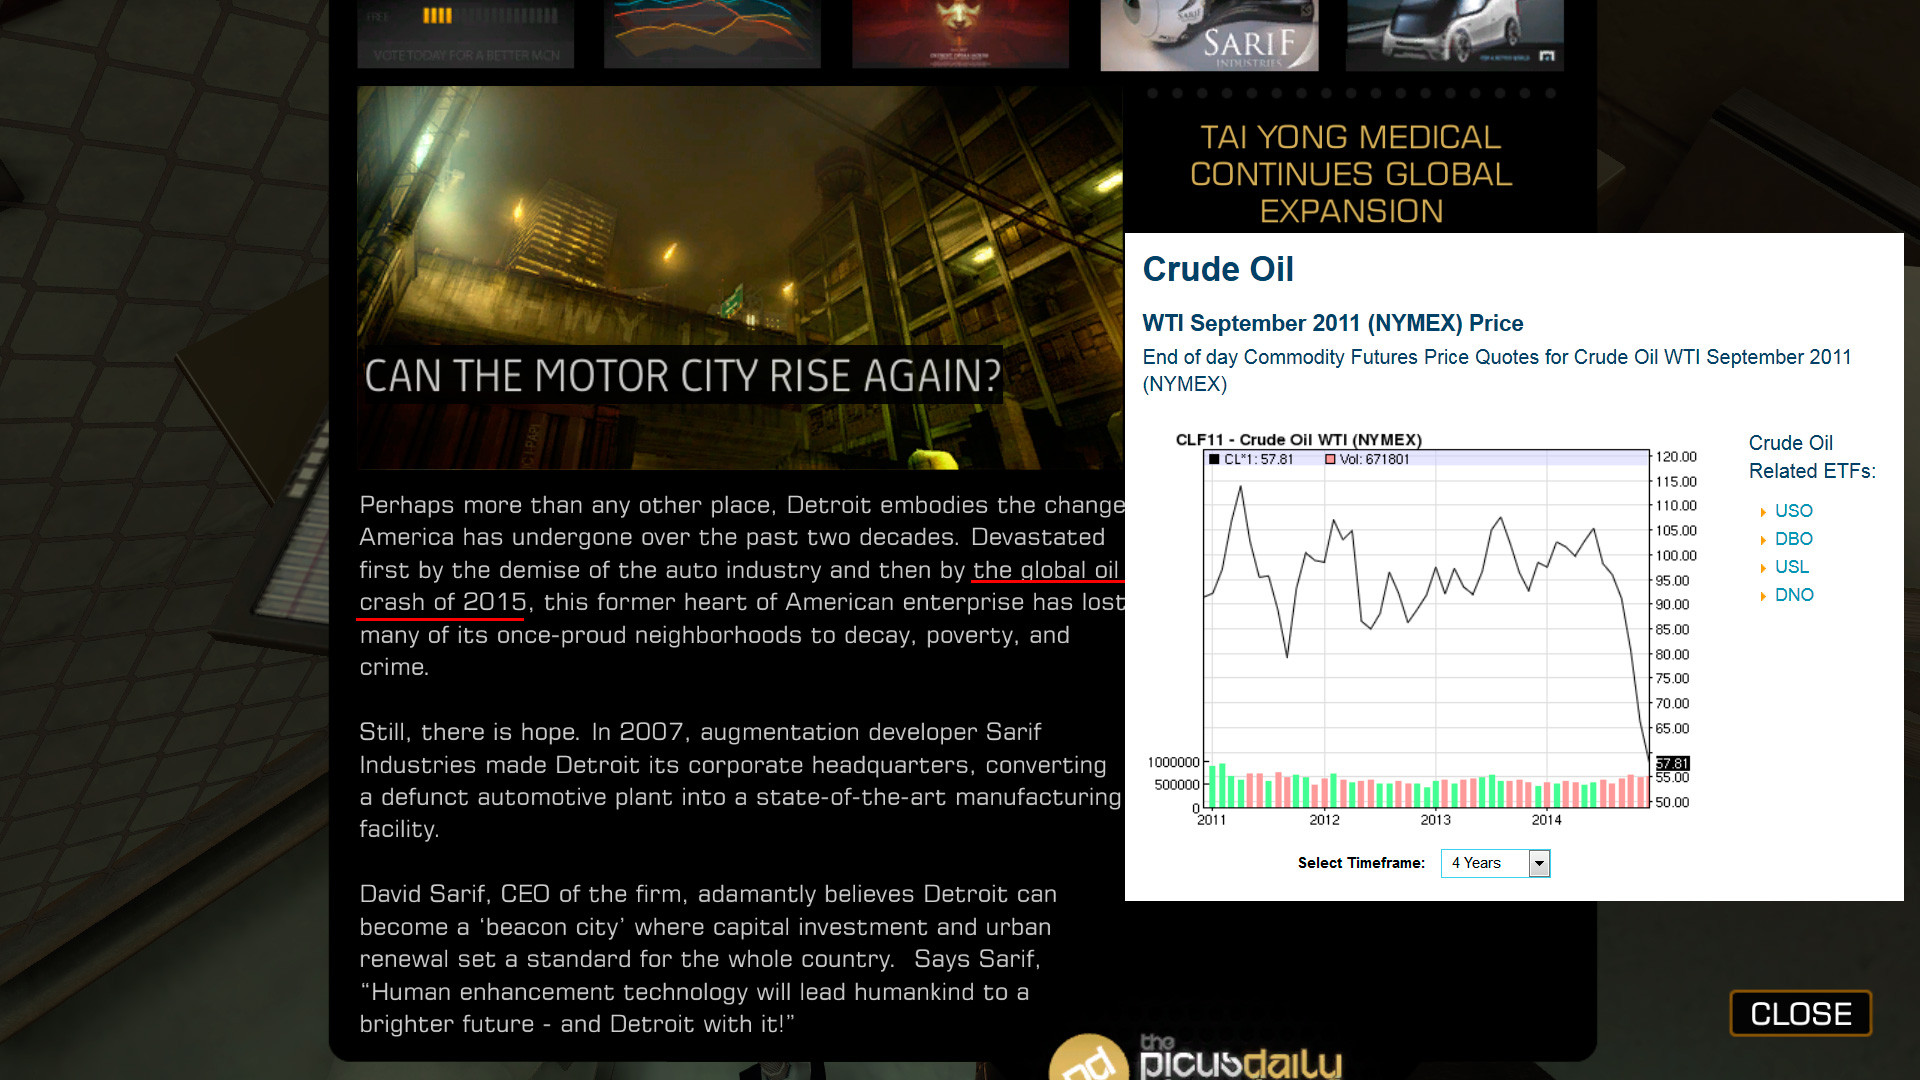 FREE
VOTE TODAY FOR A BETTER MCN
SARIF
INDUSTRIES
TAI YONG MEDICAL
CONTINUES GLOBAL
EXPANSION
HWY 17
CAN THE MOTOR CITY RISE AGAIN?
Perhaps more than any other place, Detroit embodies the change
America has undergone over the past two decades. Devastated
first by the demise of the auto industry and then by the global oil
crash of 2015, this former heart of American enterprise has lost
many of its once-proud neighborhoods to decay, poverty, and
crime.
Still, there is hope. In 2007, augmentation developer Sarif
Industries made Detroit its corporate headquarters, converting
a defunct automotive plant into a state-of-the-art manufacturing
facility.
David Sarif, CEO of the firm, adamantly believes Detroit can
become a ‘beacon city’ where capital investment and urban
renewal set a standard for the whole country. Says Sarif,
“Human enhancement technology will lead humankind to a
brighter future - and Detroit with it!”
Crude Oil
WTI September 2011 (NYMEX) Price
End of day Commodity Futures Price Quotes for Crude Oil WTI September 2011
(NYMEX)
CLF11 - Crude Oil WTI (NYMEX)
CL*1: 57.81 Vol: 671801
120.00
115.00
110.00
105.00
100.00
95.00
90.00
85.00
80.00
75.00
70.00
65.00
57.81
55.00
50.00
1000000
500000
0
2011 2012 2013 2014
Select Timeframe: 4 Years
Crude Oil
Related ETFs:
USO
DBO
USL
DNO
CLOSE
pd the
picusdaily